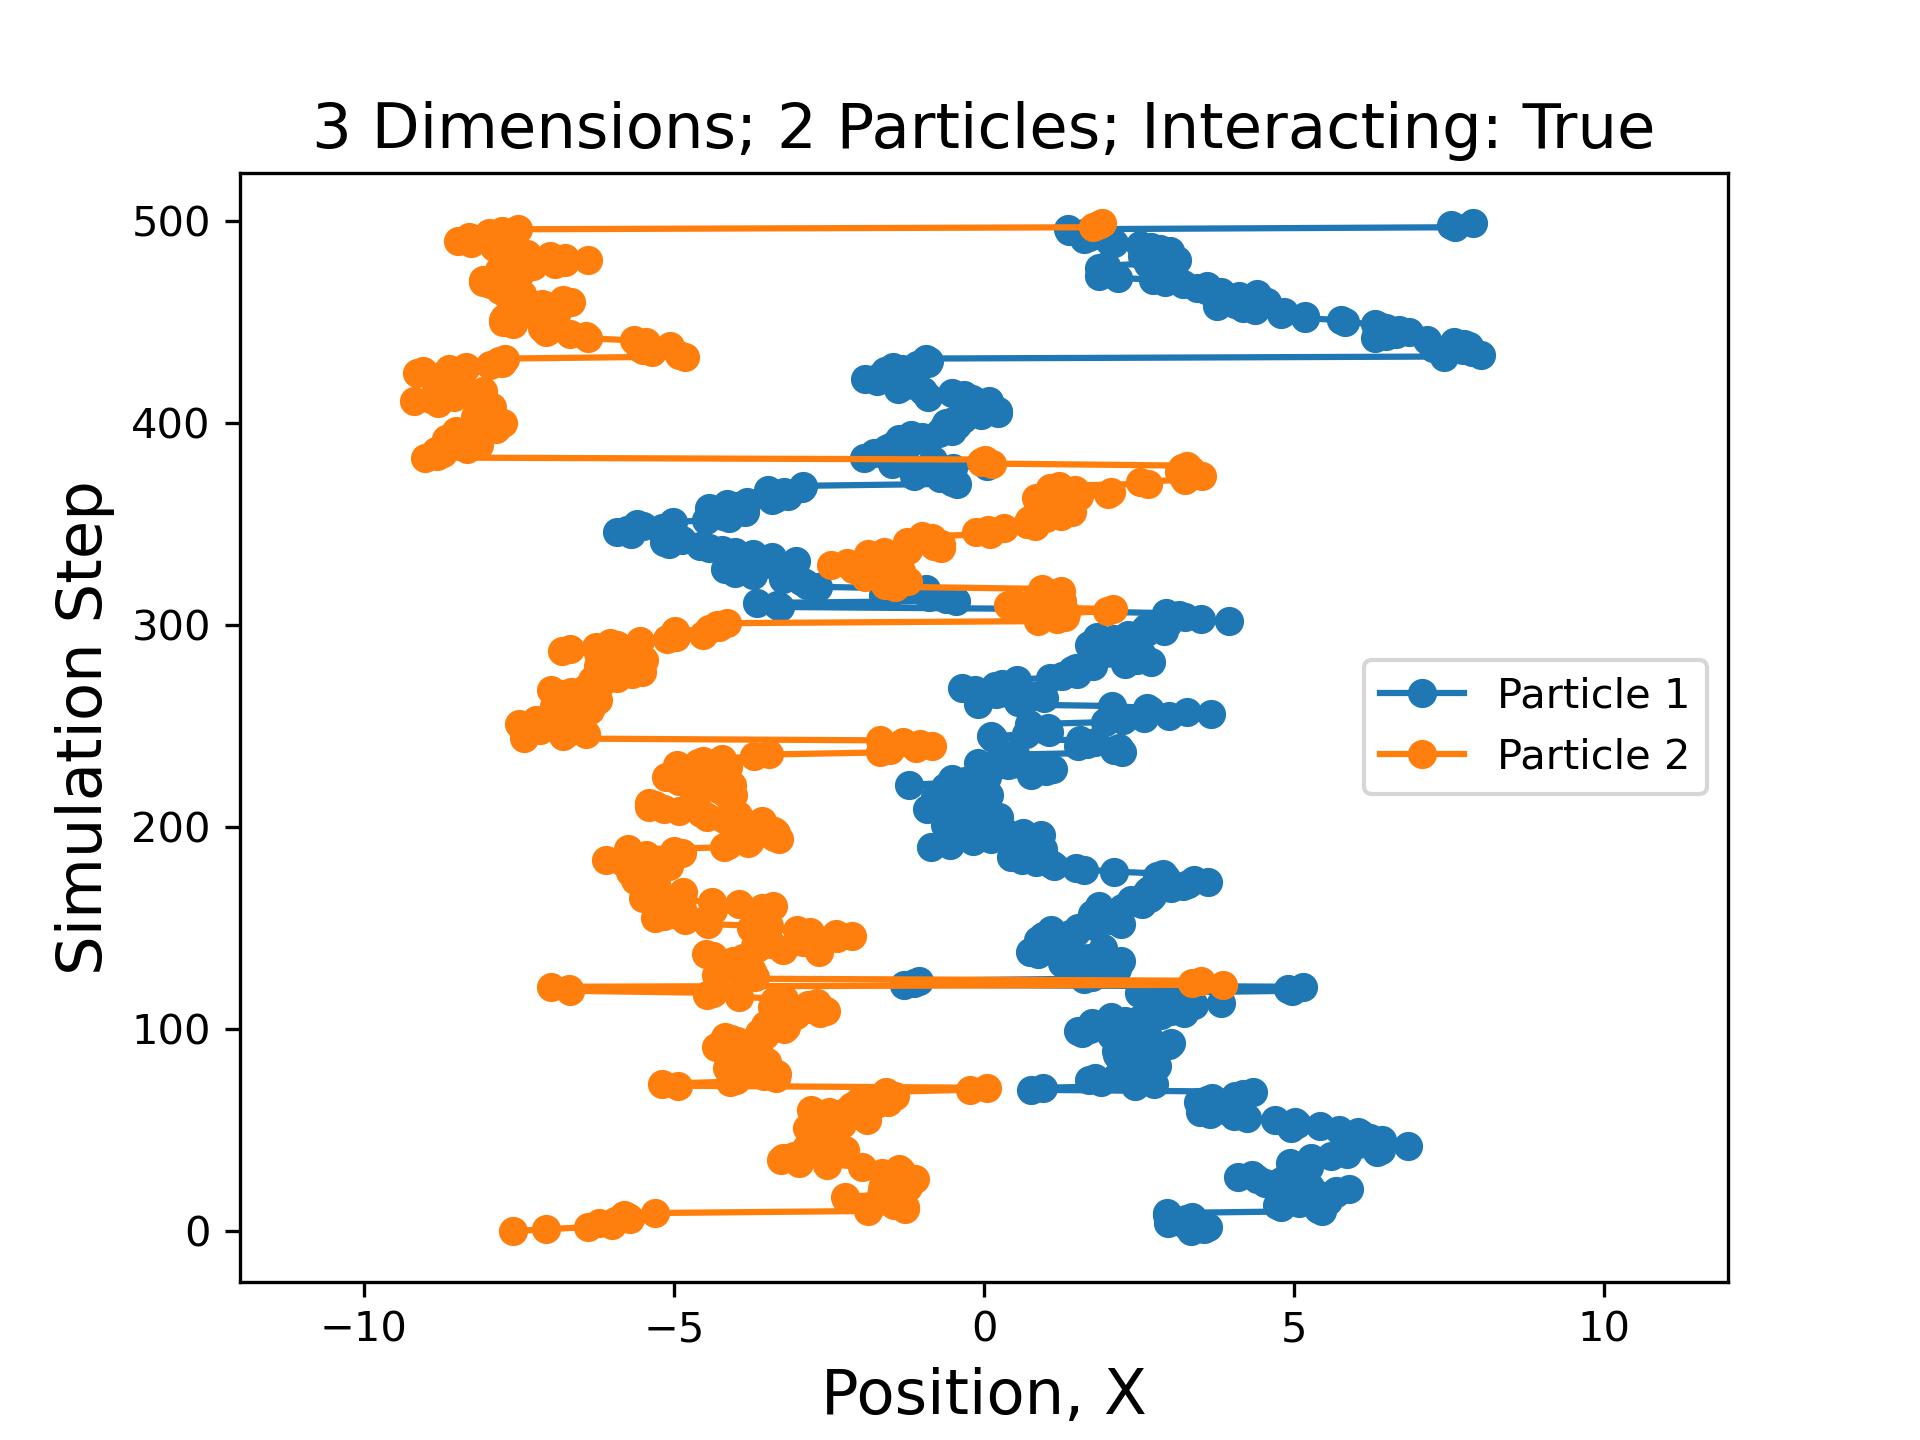 3 Dimensions; 2 Particles; Interacting: True
Simulation Step
500
400
300
200
100
0
Particle 1
Particle 2
−10
−5
0
5
10
Position, X